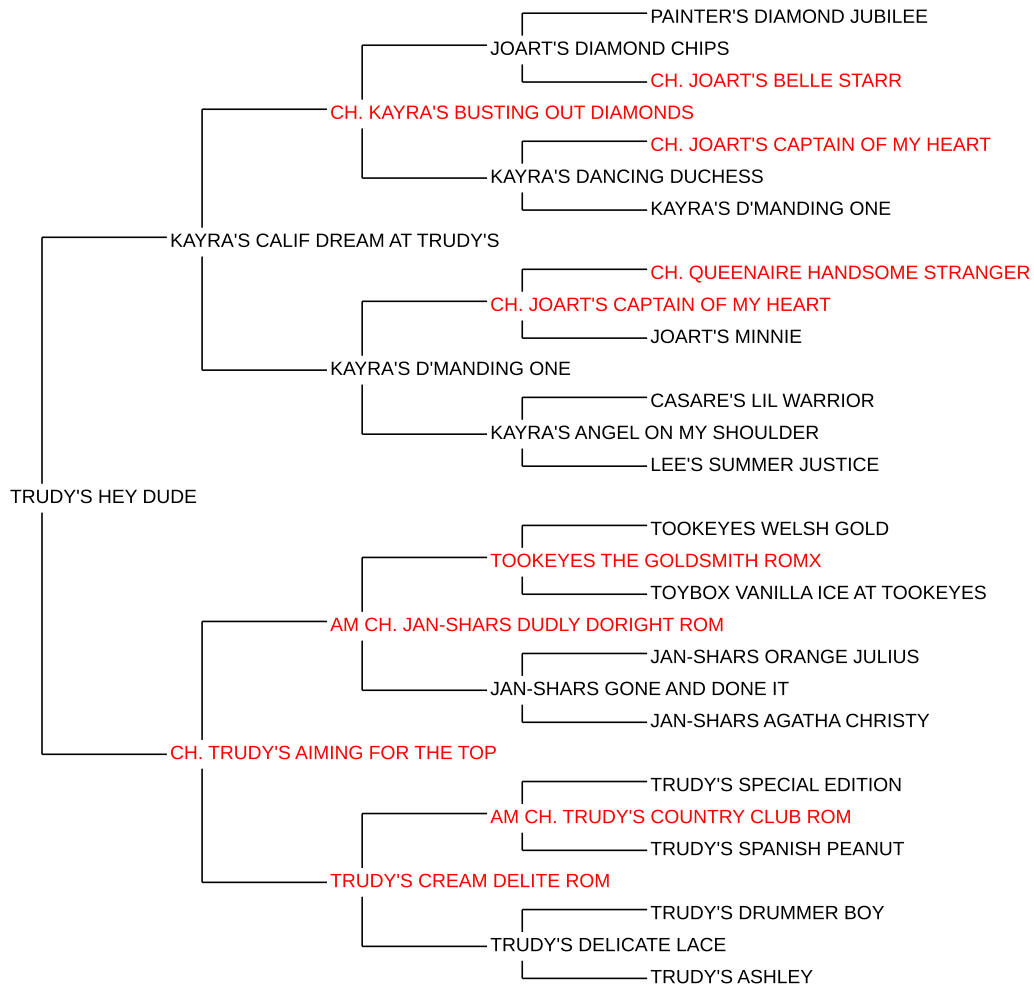 PAINTER'S DIAMOND JUBILEE
JOART'S DIAMOND CHIPS
CH. JOART'S BELLE STARR
CH. KAYRA'S BUSTING OUT DIAMONDS
CH. JOART'S CAPTAIN OF MY HEART
KAYRA'S DANCING DUCHESS
KAYRA'S D'MANDING ONE
KAYRA'S CALIF DREAM AT TRUDY'S
CH. QUEENAIRE HANDSOME STRANGER
CH. JOART'S CAPTAIN OF MY HEART
JOART'S MINNIE
KAYRA'S D'MANDING ONE
CASARE'S LIL WARRIOR
KAYRA'S ANGEL ON MY SHOULDER
LEE'S SUMMER JUSTICE
TRUDY'S HEY DUDE
TOOKEYES WELSH GOLD
TOOKEYES THE GOLDSMITH ROMX
TOYBOX VANILLA ICE AT TOOKEYES
AM CH. JAN-SHARS DUDLY DORIGHT ROM
JAN-SHARS ORANGE JULIUS
JAN-SHARS GONE AND DONE IT
JAN-SHARS AGATHA CHRISTY
CH. TRUDY'S AIMING FOR THE TOP
TRUDY'S SPECIAL EDITION
AM CH. TRUDY'S COUNTRY CLUB ROM
TRUDY'S SPANISH PEANUT
TRUDY'S CREAM DELITE ROM
TRUDY'S DRUMMER BOY
TRUDY'S DELICATE LACE
TRUDY'S ASHLEY